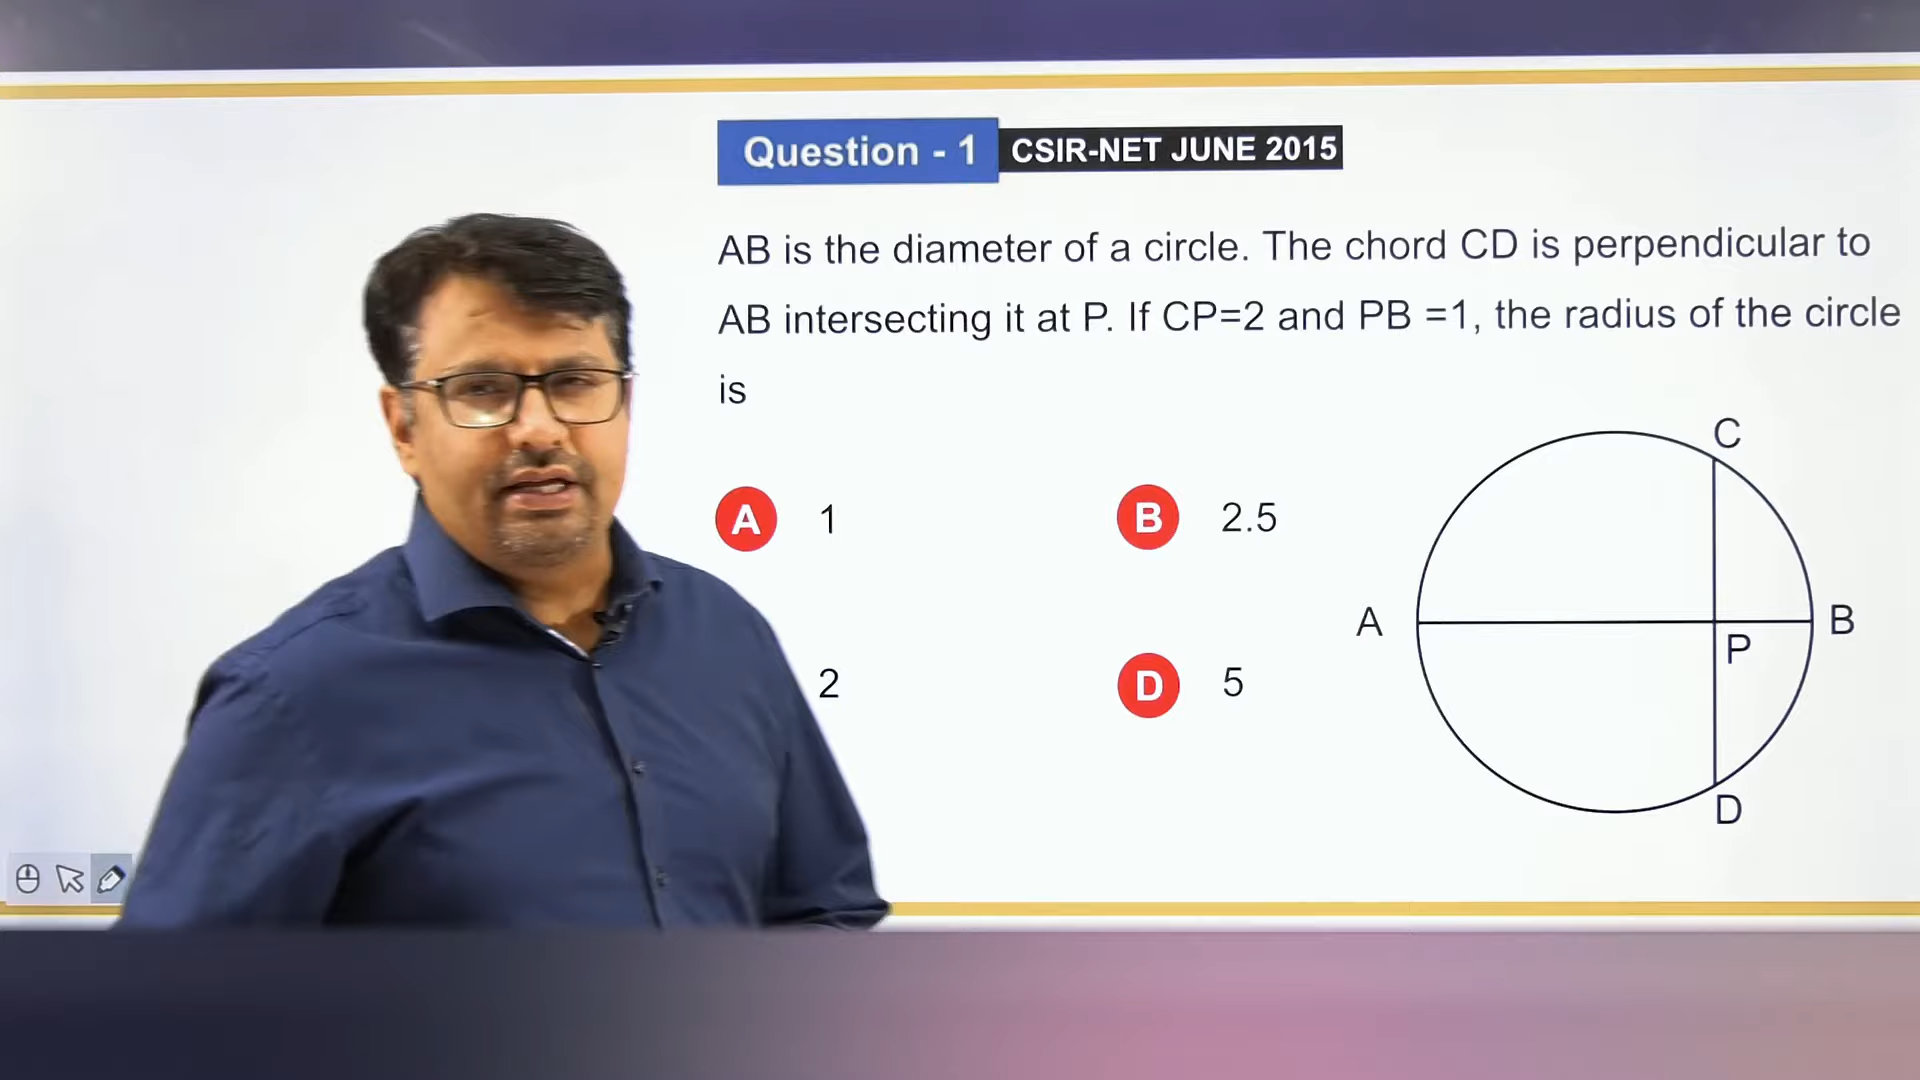 Question - 1 CSIR-NET JUNE 2015
AB is the diameter of a circle. The chord CD is perpendicular to
AB intersecting it at P. If CP=2 and PB =1, the radius of the circle
is
A 1
B 2.5
2
D 5
C
A
B
P
D